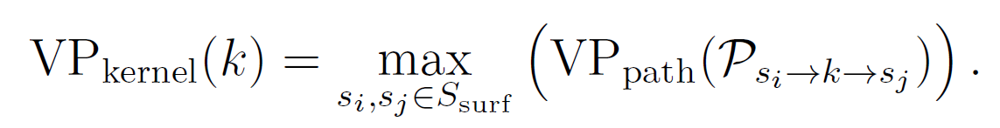 VP_kernel(k) = max_{s_i,s_j∈S_surf} (VP_path(𝒫_{s_i→k→s_j})).